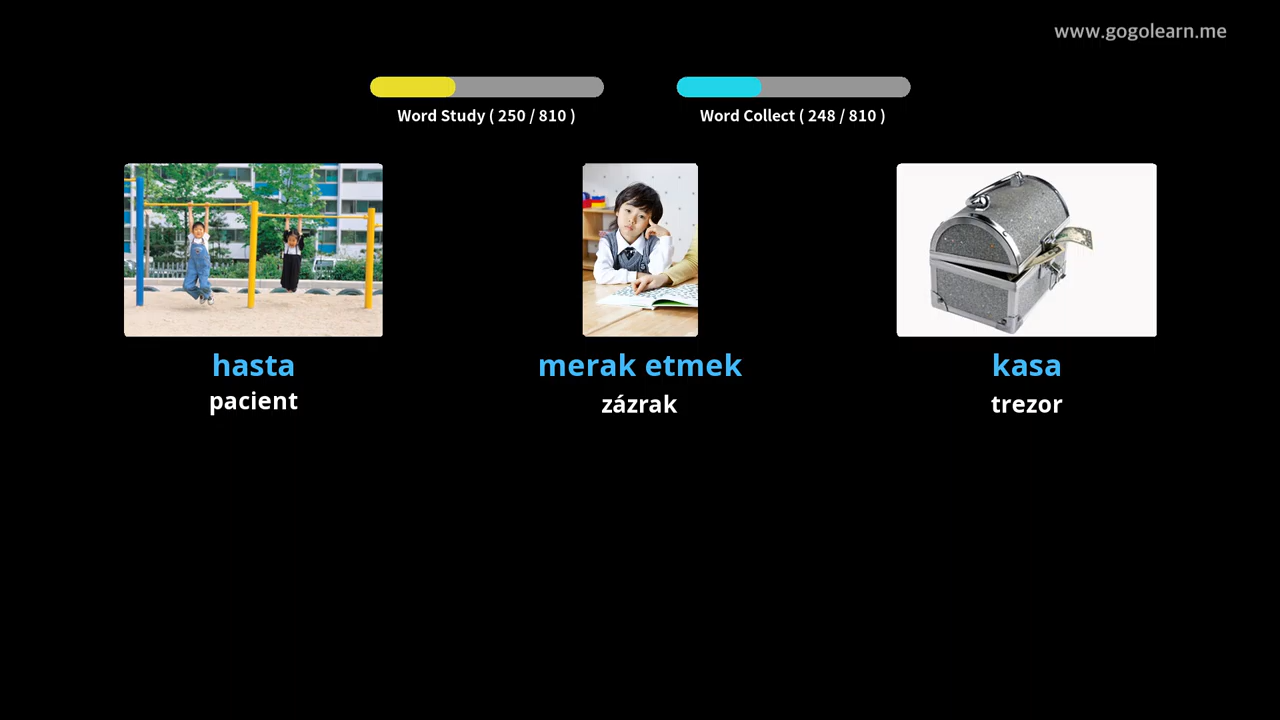 www.gogolearn.me
Word Study ( 250 / 810 )
Word Collect ( 248 / 810 )
hasta
pacient
merak etmek
zázrak
kasa
trezor